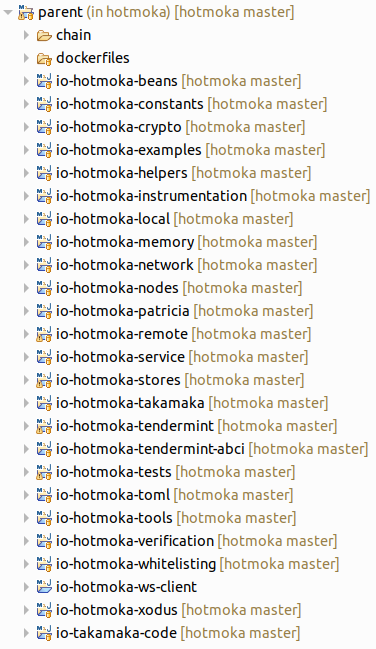 parent (in hotmoka) [hotmoka master]
chain
dockerfiles
io-hotmoka-beans [hotmoka master]
io-hotmoka-constants [hotmoka master]
io-hotmoka-crypto [hotmoka master]
io-hotmoka-examples [hotmoka master]
io-hotmoka-helpers [hotmoka master]
io-hotmoka-instrumentation [hotmoka master]
io-hotmoka-local [hotmoka master]
io-hotmoka-memory [hotmoka master]
io-hotmoka-network [hotmoka master]
io-hotmoka-nodes [hotmoka master]
io-hotmoka-patricia [hotmoka master]
io-hotmoka-remote [hotmoka master]
io-hotmoka-service [hotmoka master]
io-hotmoka-stores [hotmoka master]
io-hotmoka-takamaka [hotmoka master]
io-hotmoka-tendermint [hotmoka master]
io-hotmoka-tendermint-abci [hotmoka master]
io-hotmoka-tests [hotmoka master]
io-hotmoka-toml [hotmoka master]
io-hotmoka-tools [hotmoka master]
io-hotmoka-verification [hotmoka master]
io-hotmoka-whitelisting [hotmoka master]
io-hotmoka-ws-client
io-hotmoka-xodus [hotmoka master]
io-takamaka-code [hotmoka master]